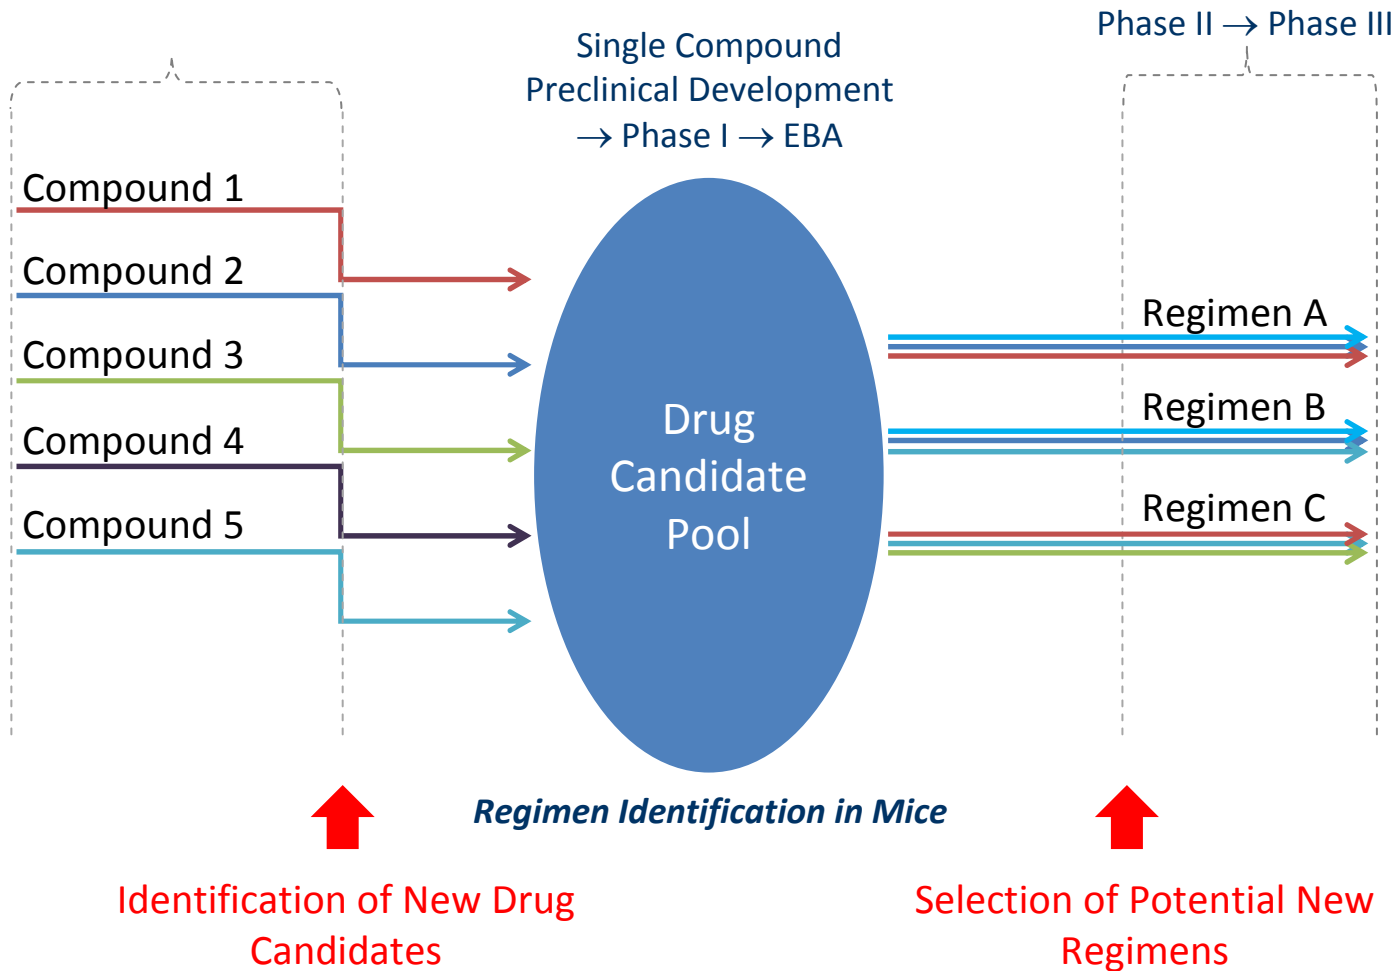 Phase II → Phase III
Single Compound
Preclinical Development
→ Phase I → EBA
Compound 1
Compound 2
Compound 3
Compound 4
Compound 5
Drug
Candidate
Pool
Regimen A
Regimen B
Regimen C
Regimen Identification in Mice
Identification of New Drug
Candidates
Selection of Potential New
Regimens